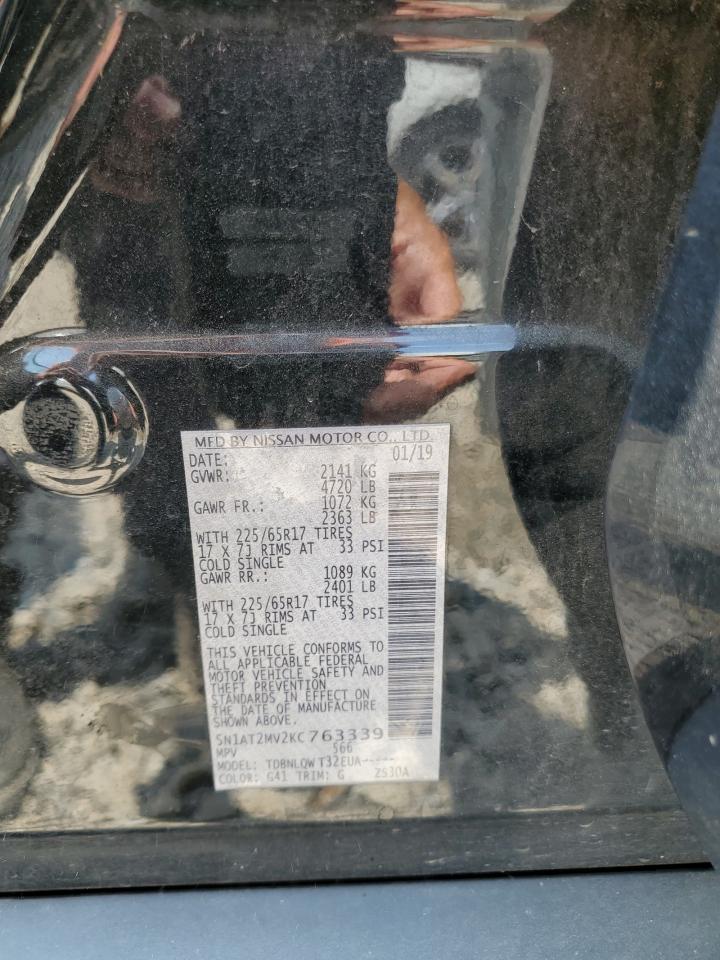 MFD BY NISSAN MOTOR CO., LTD.
DATE: 01/19
GVWR: 2141 KG
4720 LB
GAWR FR.: 1072 KG
2363 LB
WITH 225/65R17 TIRES
17 X 7J RIMS AT 33 PSI
COLD SINGLE
GAWR RR.: 1089 KG
2401 LB
WITH 225/65R17 TIRES
17 X 7J RIMS AT 33 PSI
COLD SINGLE
THIS VEHICLE CONFORMS TO
ALL APPLICABLE FEDERAL
MOTOR VEHICLE SAFETY AND
THEFT PREVENTION
STANDARDS IN EFFECT ON
THE DATE OF MANUFACTURE
SHOWN ABOVE.
5N1AT2MV2KC763339
MPV 566
MODEL: TDBNLQWT32EUA-----
COLOR: G41 TRIM: G ZS30A